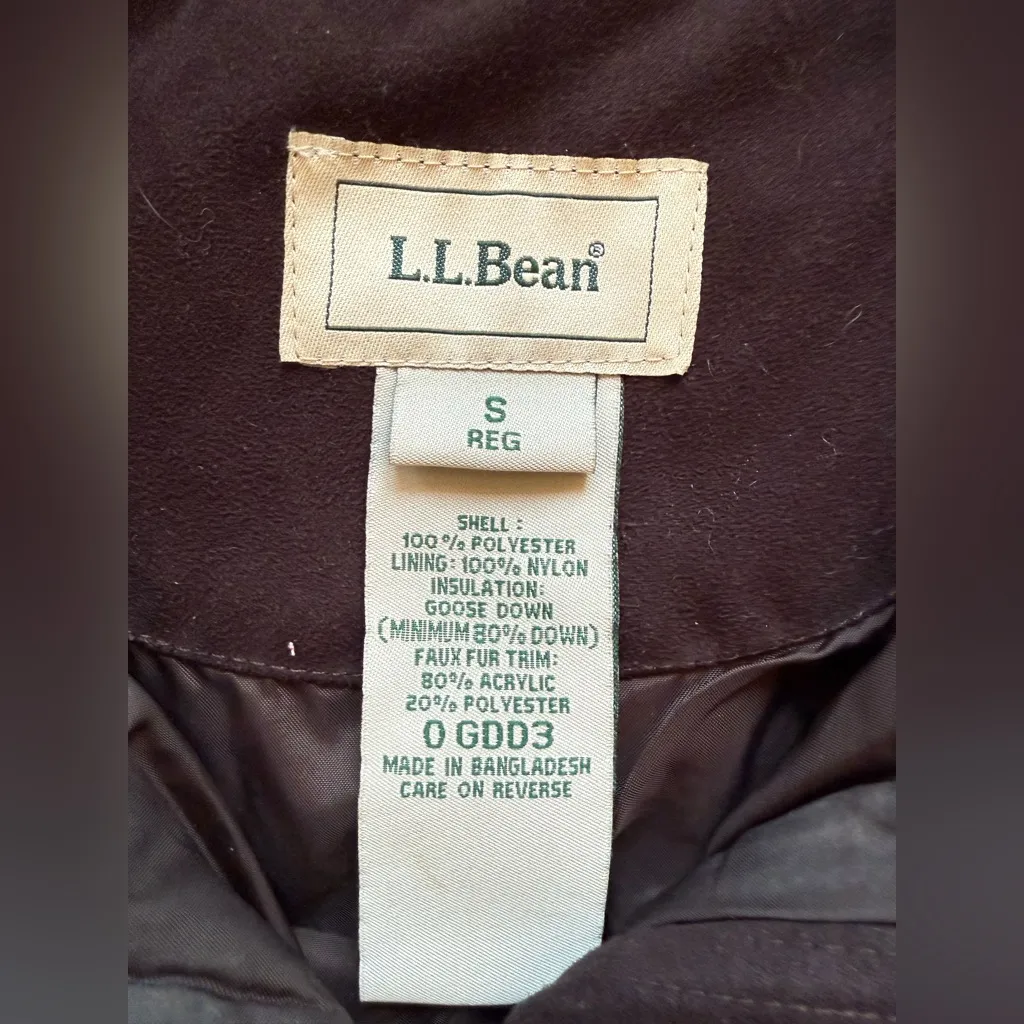 L.L.Bean®
S
REG
SHELL :
100% POLYESTER
LINING: 100% NYLON
INSULATION:
GOOSE DOWN
(MINIMUM 80% DOWN)
FAUX FUR TRIM:
80% ACRYLIC
20% POLYESTER
0 GDD3
MADE IN BANGLADESH
CARE ON REVERSE